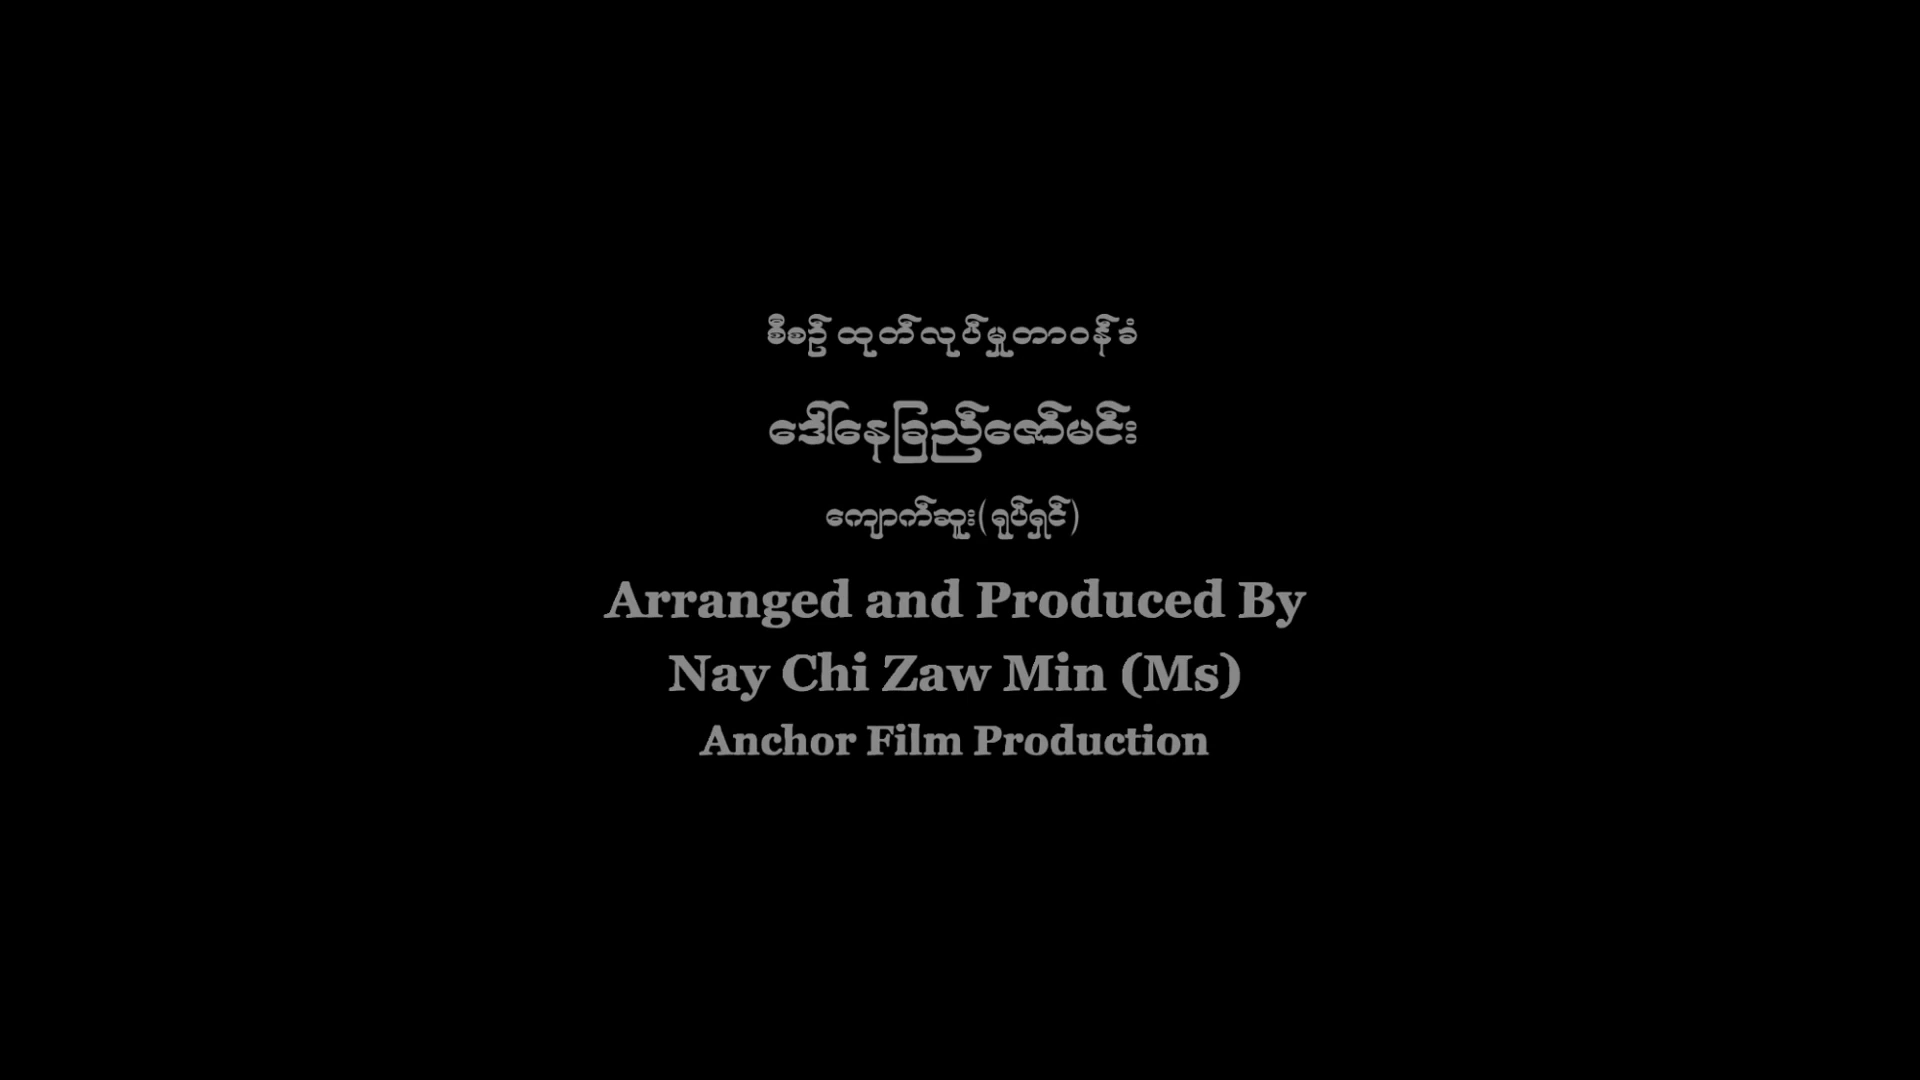 စီစဉ် ထုတ်လုပ်မှုတာဝန်ခံ
ဒေါ်နေခြည်ဇော်မင်း
ကျောက်ဆူး(ရုပ်ရှင်)
Arranged and Produced By
Nay Chi Zaw Min (Ms)
Anchor Film Production